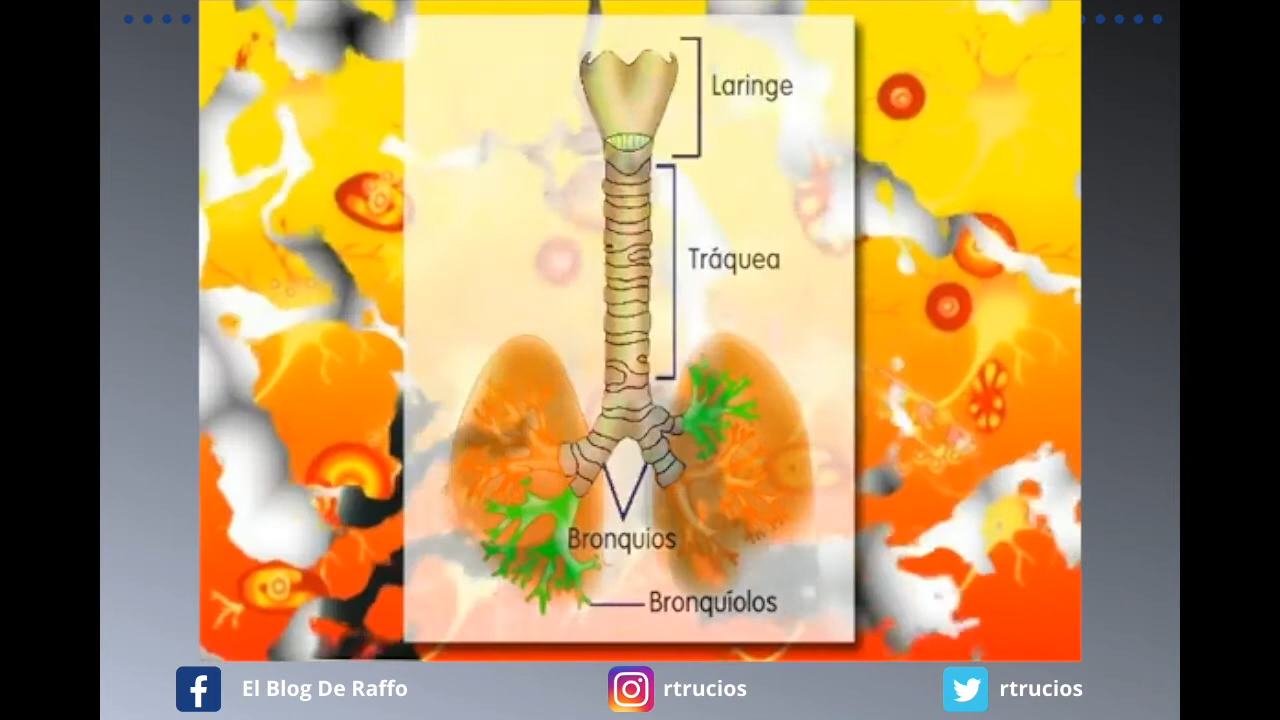 Laringe
Tráquea
Bronquios
Bronquíolos
El Blog De Raffo
rtrucios
rtrucios